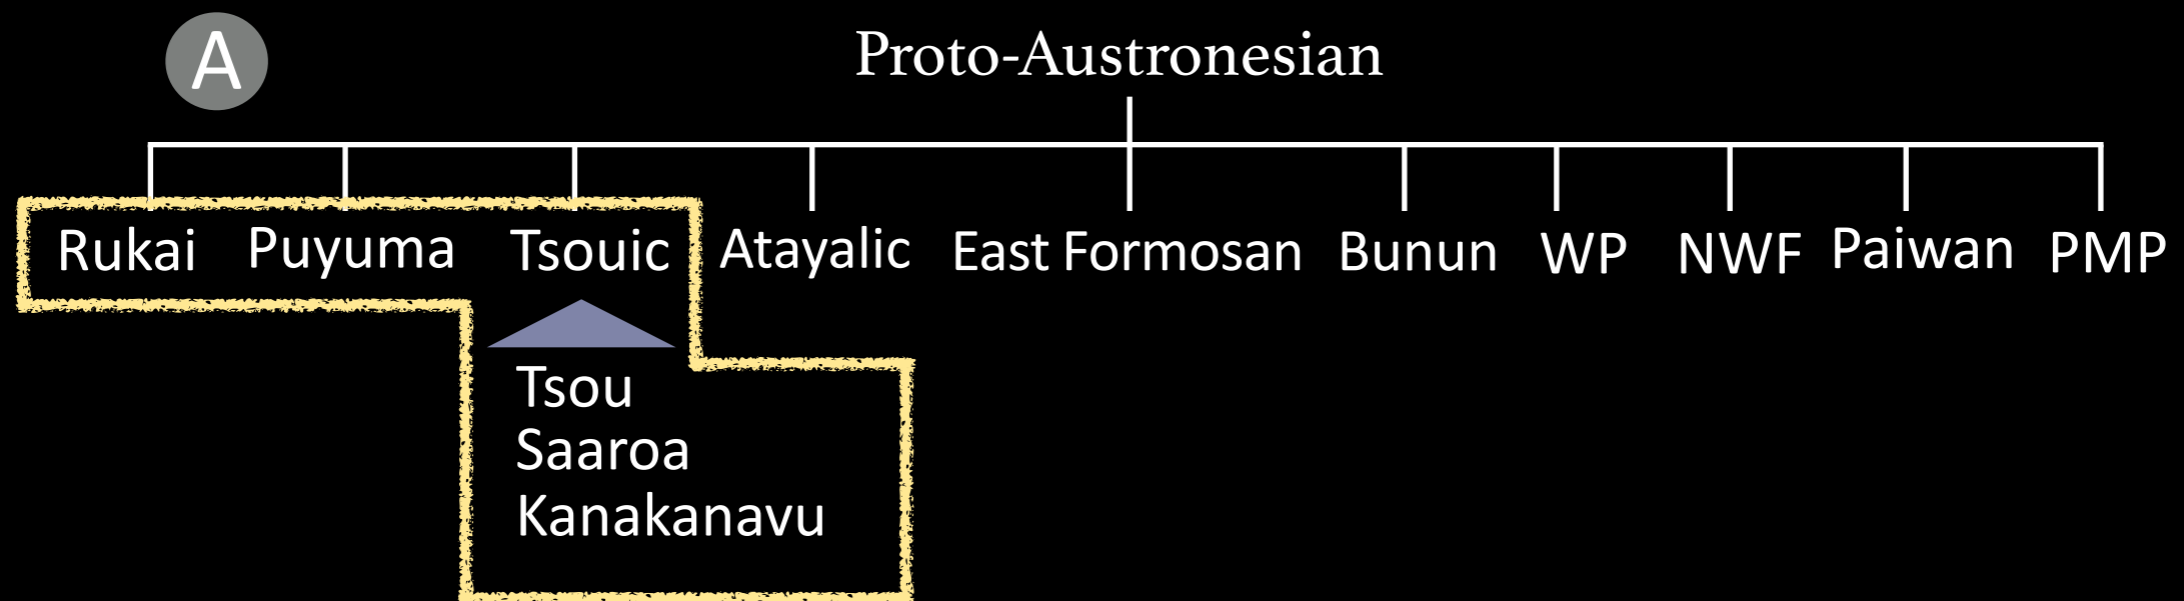 A
Proto-Austronesian
Rukai Puyuma Tsouic Atayalic East Formosan Bunun WP NWF Paiwan PMP
Tsou
Saaroa
Kanakanavu